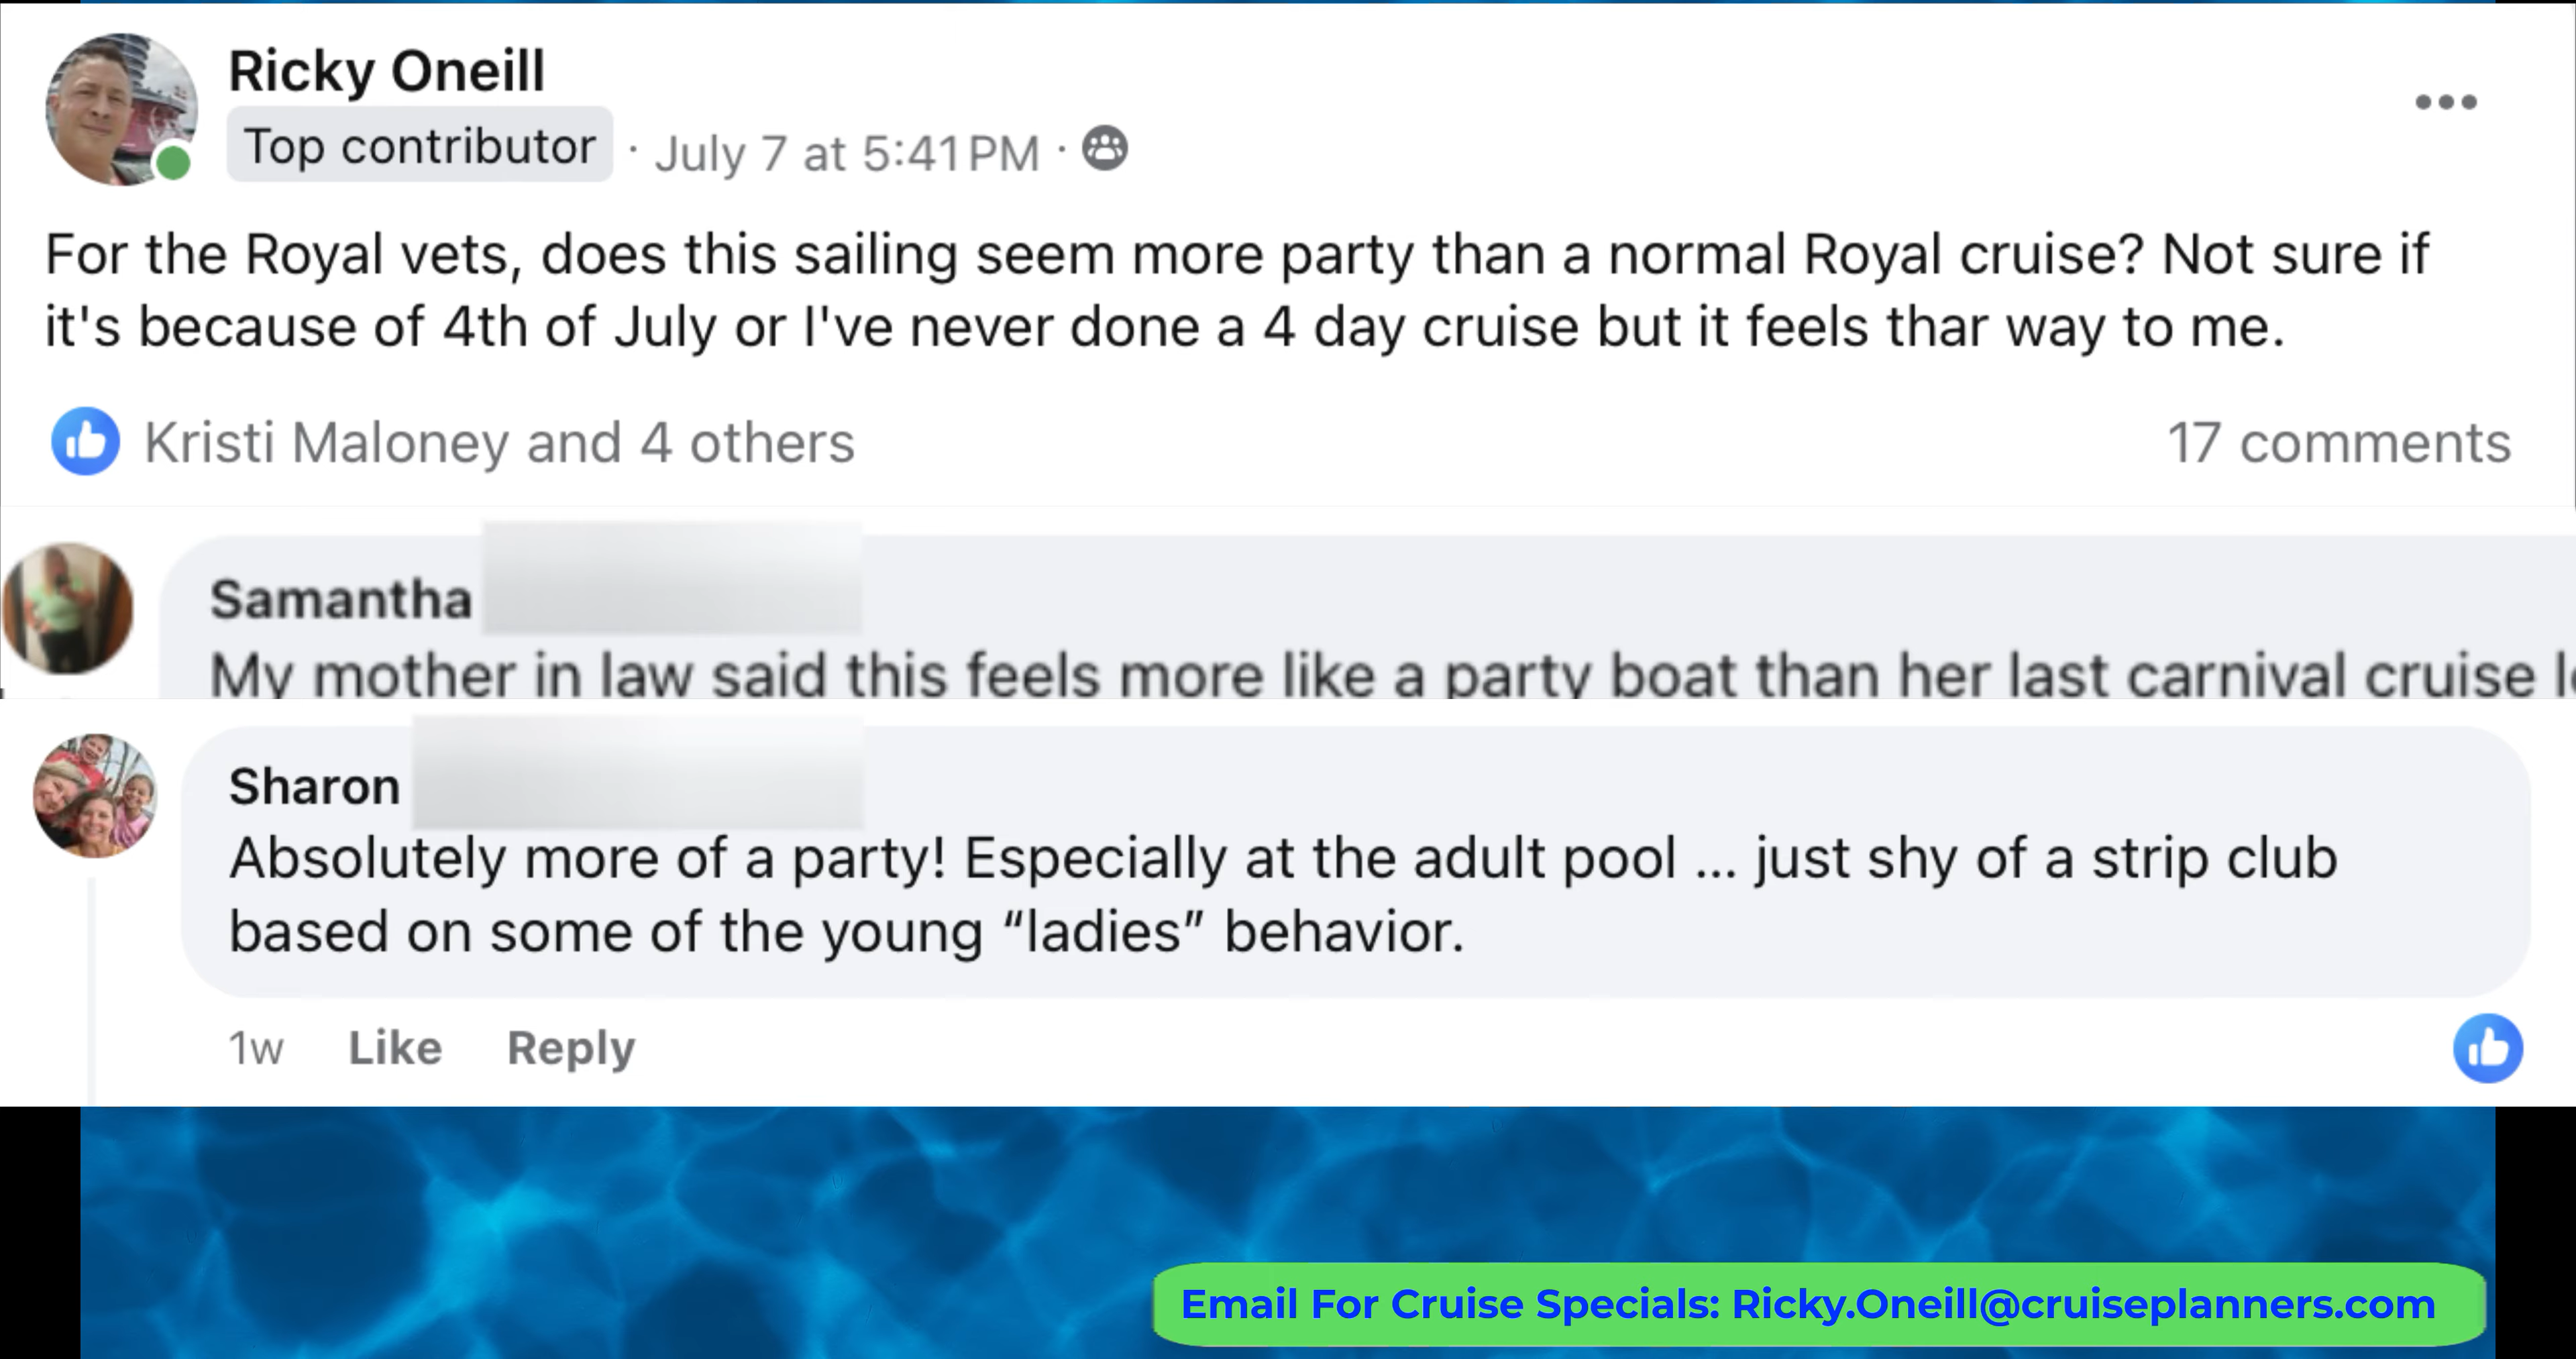 Ricky Oneill
Top contributor · July 7 at 5:41 PM ·
For the Royal vets, does this sailing seem more party than a normal Royal cruise? Not sure if
it's because of 4th of July or I've never done a 4 day cruise but it feels thar way to me.
Kristi Maloney and 4 others 17 comments
Samantha
My mother in law said this feels more like a party boat than her last carnival cruise
Sharon
Absolutely more of a party! Especially at the adult pool ... just shy of a strip club
based on some of the young “ladies” behavior.
1w Like Reply
Email For Cruise Specials: Ricky.Oneill@cruiseplanners.com